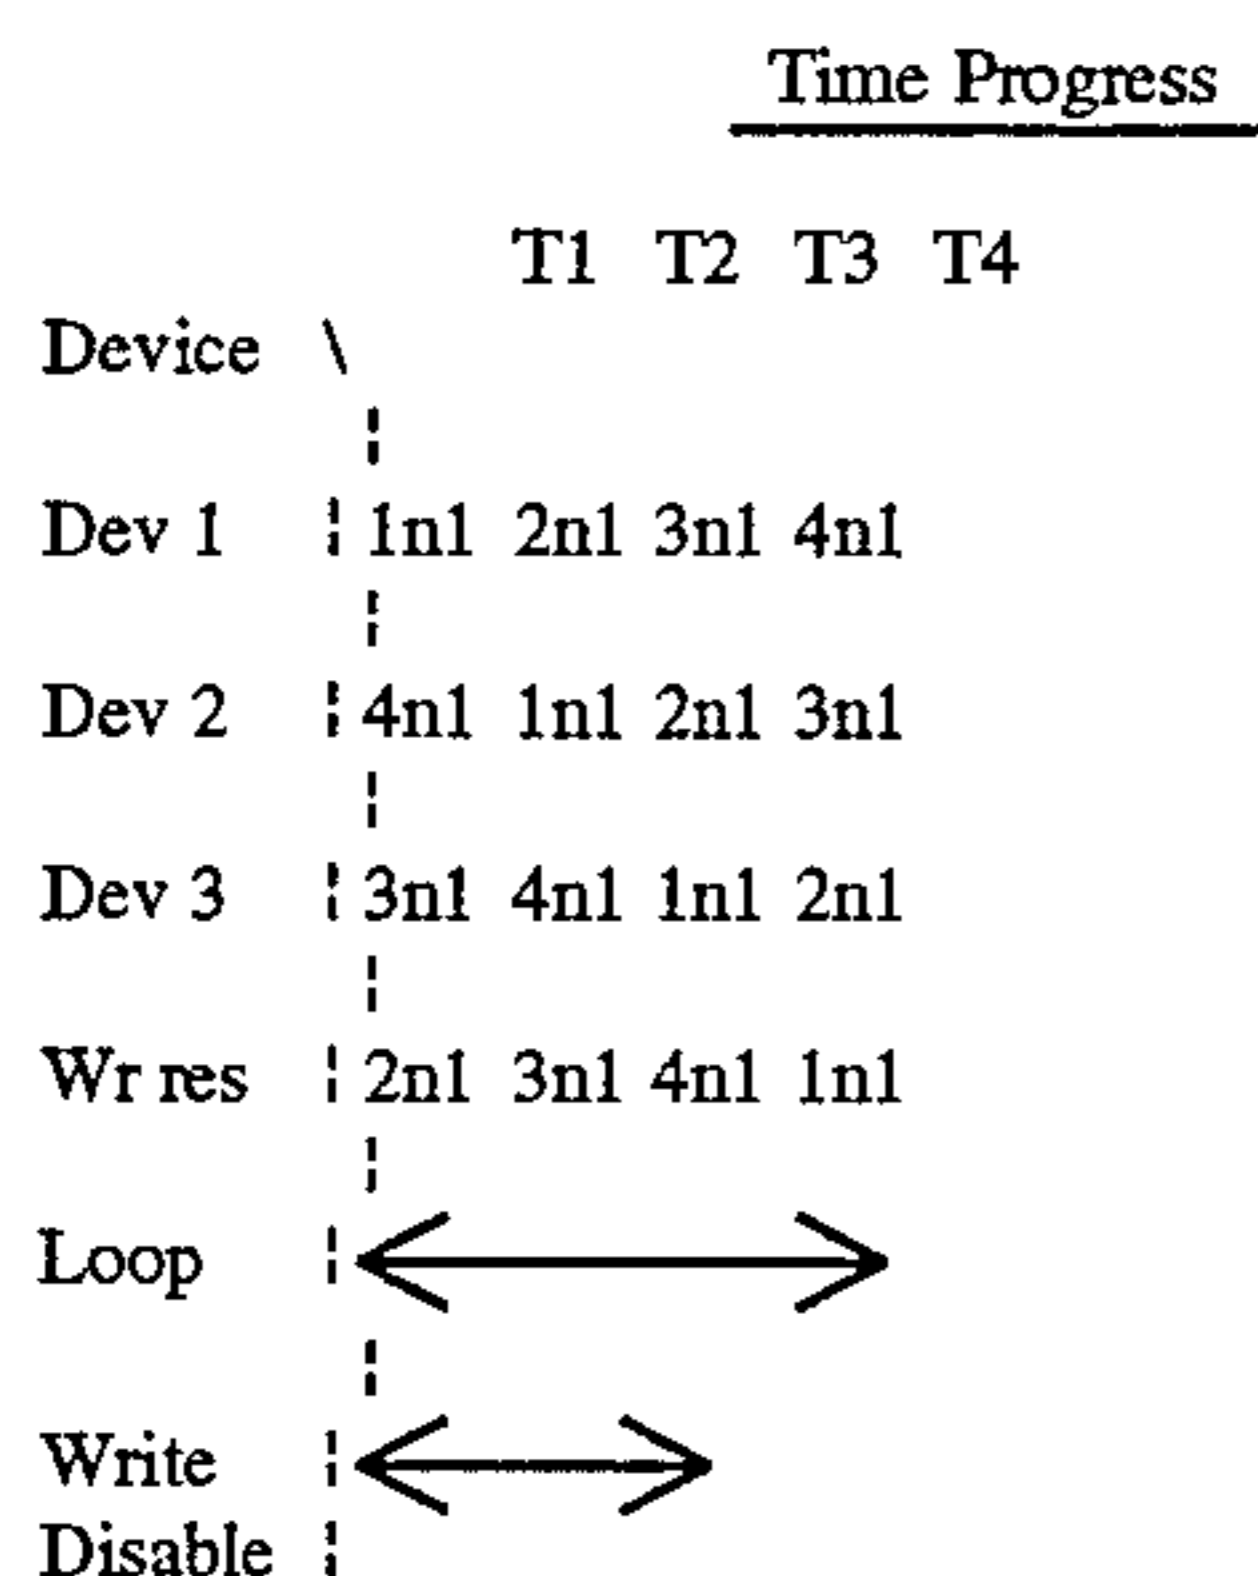 Time Progress
T1 T2 T3 T4
Device \
Dev 1 ¦ 1n1 2n1 3n1 4n1
Dev 2 ¦ 4n1 1n1 2n1 3n1
Dev 3 ¦ 3n1 4n1 1n1 2n1
Wr res ¦ 2n1 3n1 4n1 1n1
Loop ¦
Write ¦
Disable ¦